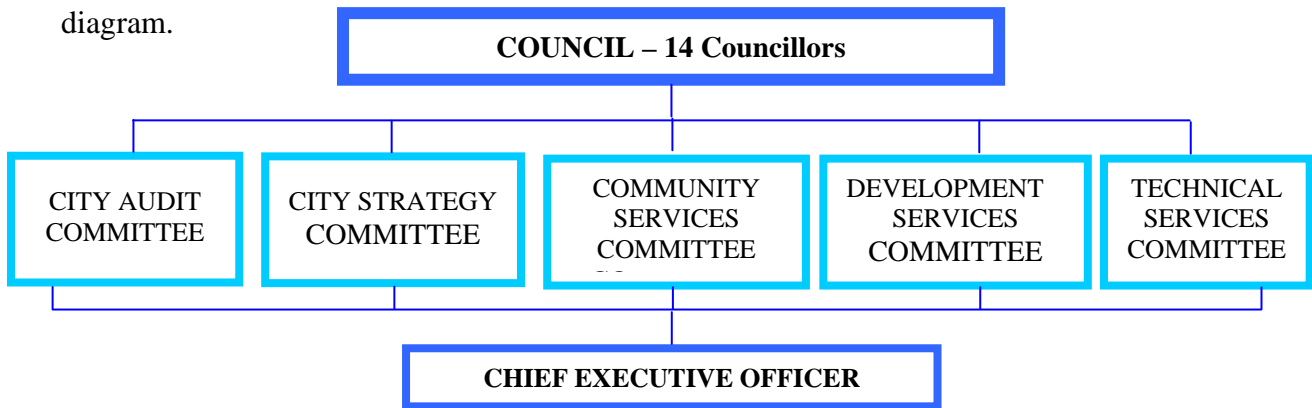 diagram.
COUNCIL – 14 Councillors
CITY AUDIT
COMMITTEE
CITY STRATEGY
COMMITTEE
COMMUNITY
SERVICES
COMMITTEE
DEVELOPMENT
SERVICES
COMMITTEE
TECHNICAL
SERVICES
COMMITTEE
CHIEF EXECUTIVE OFFICER